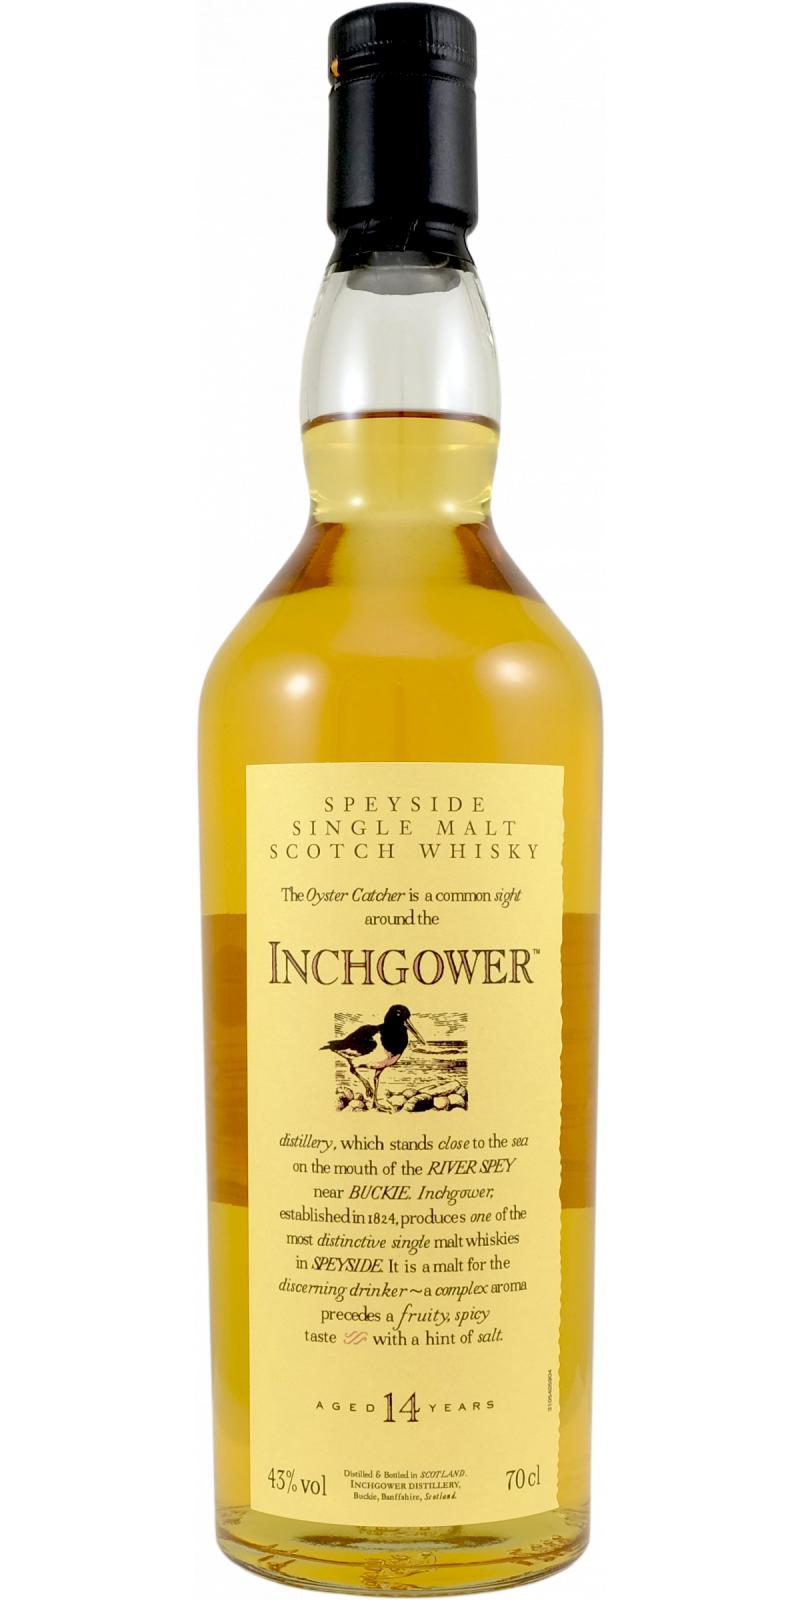 SPEYSIDE
SINGLE MALT
SCOTCH WHISKY
The Oyster Catcher is a common sight
around the
INCHGOWER™
distillery, which stands close to the sea
on the mouth of the RIVER SPEY
near BUCKIE. Inchgower,
established in 1824, produces one of the
most distinctive single malt whiskies
in SPEYSIDE. It is a malt for the
discerning drinker ~ a complex aroma
precedes a fruity, spicy
taste with a hint of salt.
AGED 14 YEARS
43% vol
Distilled & Bottled in SCOTLAND.
INCHGOWER DISTILLERY,
Buckie, Banffshire, Scotland.
70 cl